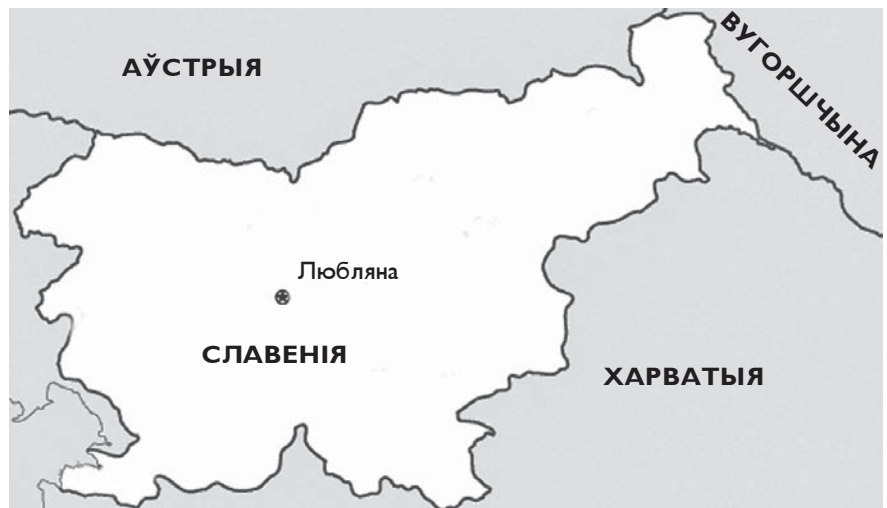 АЎСТРЫЯ
ВУГОРШЧЫНА
Любляна
СЛАВЕНІЯ
ХАРВАТЫЯ